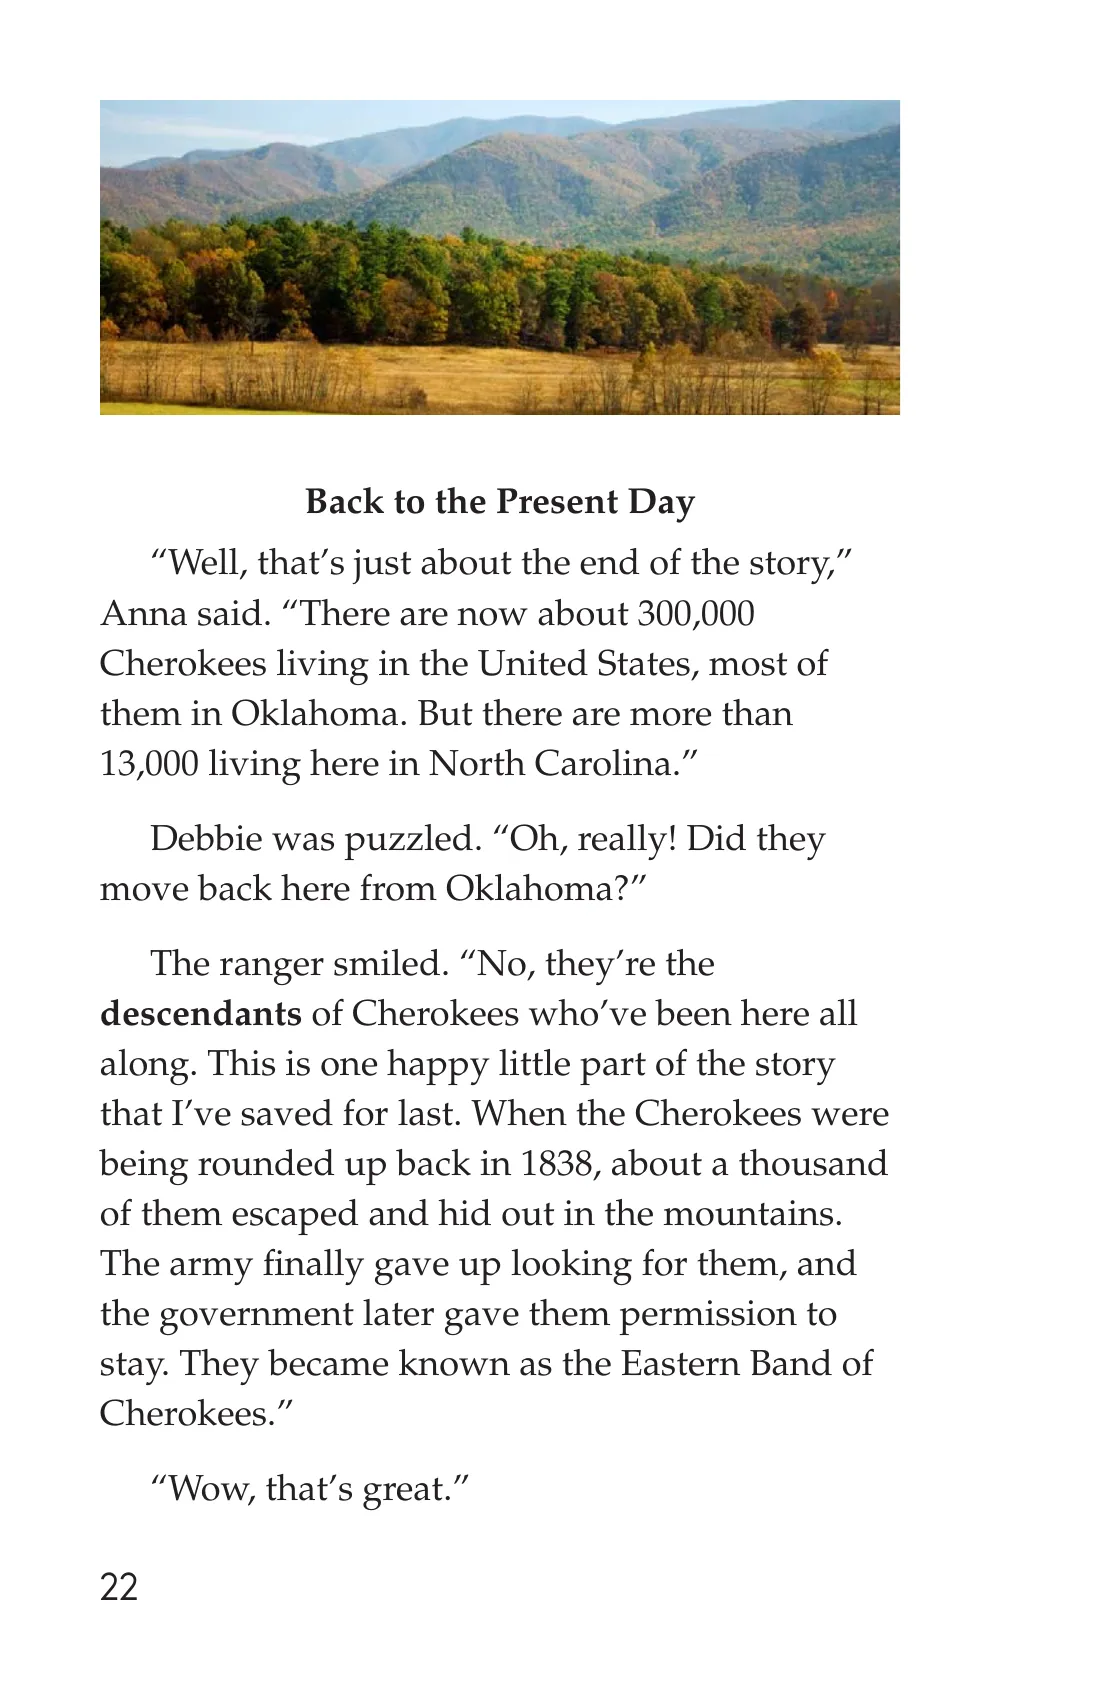 Back to the Present Day
“Well, that’s just about the end of the story,”
Anna said. “There are now about 300,000
Cherokees living in the United States, most of
them in Oklahoma. But there are more than
13,000 living here in North Carolina.”
Debbie was puzzled. “Oh, really! Did they
move back here from Oklahoma?”
The ranger smiled. “No, they’re the
descendants of Cherokees who’ve been here all
along. This is one happy little part of the story
that I’ve saved for last. When the Cherokees were
being rounded up back in 1838, about a thousand
of them escaped and hid out in the mountains.
The army finally gave up looking for them, and
the government later gave them permission to
stay. They became known as the Eastern Band of
Cherokees.”
“Wow, that’s great.”
22